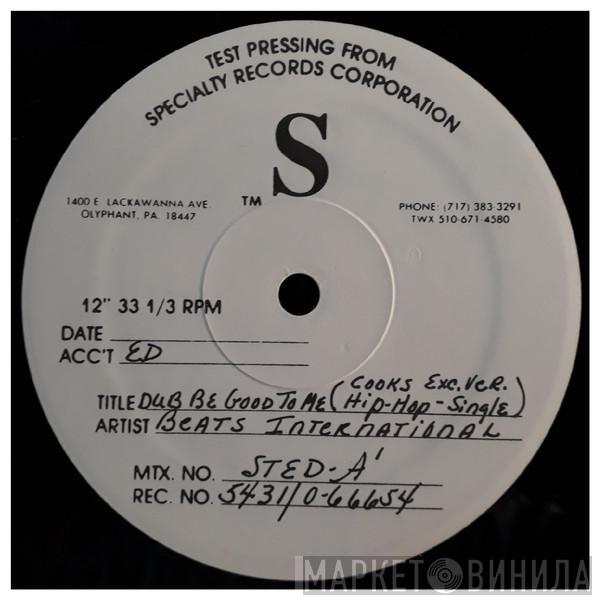 TEST PRESSING FROM
SPECIALTY RECORDS CORPORATION
S
TM
1400 E. LACKAWANNA AVE.
OLYPHANT, PA. 18447
PHONE: (717) 383-3291
TWX 510-671-4580
12" 33 1/3 RPM
DATE
ACC'T ED
TITLE DUB BE GOOD TO ME (COOKS EXC. VER. Hip-Hop-Single)
ARTIST BEATS INTERNATIONAL
MTX. NO. STED-A'
REC. NO. 5431/0-66654
МАРКЕТ ВИНИЛА